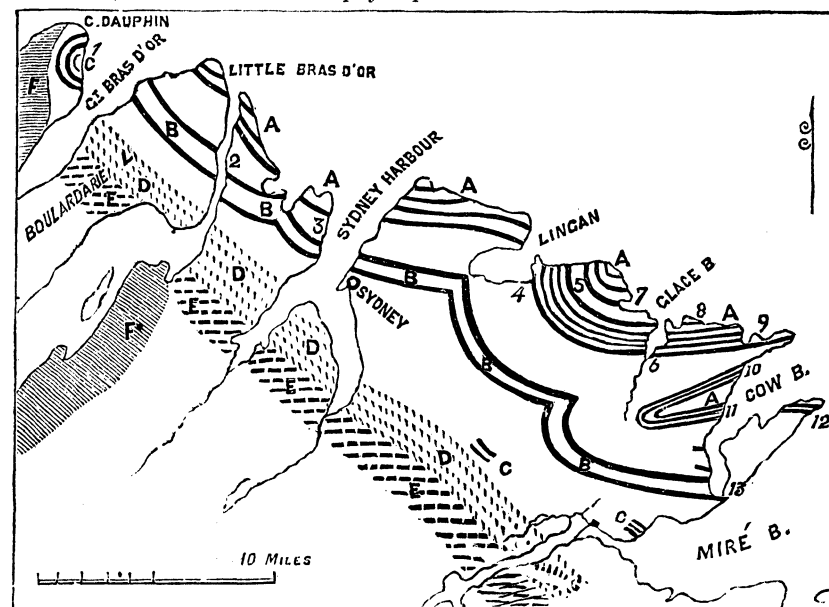 C. DAUPHIN
1
C
F
GT BRAS D'OR
LITTLE BRAS D'OR
B
A
2
BOULARDARIE
D
E
B
A
3
SYDNEY HARBOUR
A
LINGAN
D
F*
E
B
SYDNEY
4
5
A
7
GLACE B
8
A
9
6
10
A
11
COW B.
12
D
E
B
D
E
C
B
13
C
MIRÉ B.
10 MILES